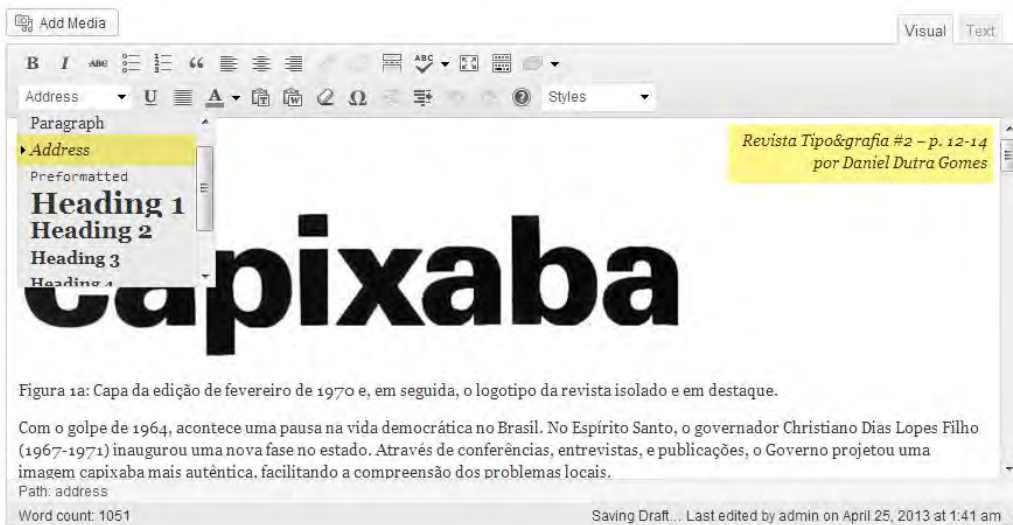 Add Media
Visual Text
B I ABC ABC
Address U A T W Ω Styles
Paragraph
Address
Preformatted
Heading 1
Heading 2
Heading 3
Heading 4
Revista Tipo&grafia #2 – p. 12-14
por Daniel Dutra Gomes
capixaba
Figura 1a: Capa da edição de fevereiro de 1970 e, em seguida, o logotipo da revista isolado e em destaque.
Com o golpe de 1964, acontece uma pausa na vida democrática no Brasil. No Espírito Santo, o governador Christiano Dias Lopes Filho
(1967-1971) inaugurou uma nova fase no estado. Através de conferências, entrevistas, e publicações, o Governo projetou uma
imagem capixaba mais autêntica, facilitando a compreensão dos problemas locais.
Path: address
Word count: 1051
Saving Draft... Last edited by admin on April 25, 2013 at 1:41 am